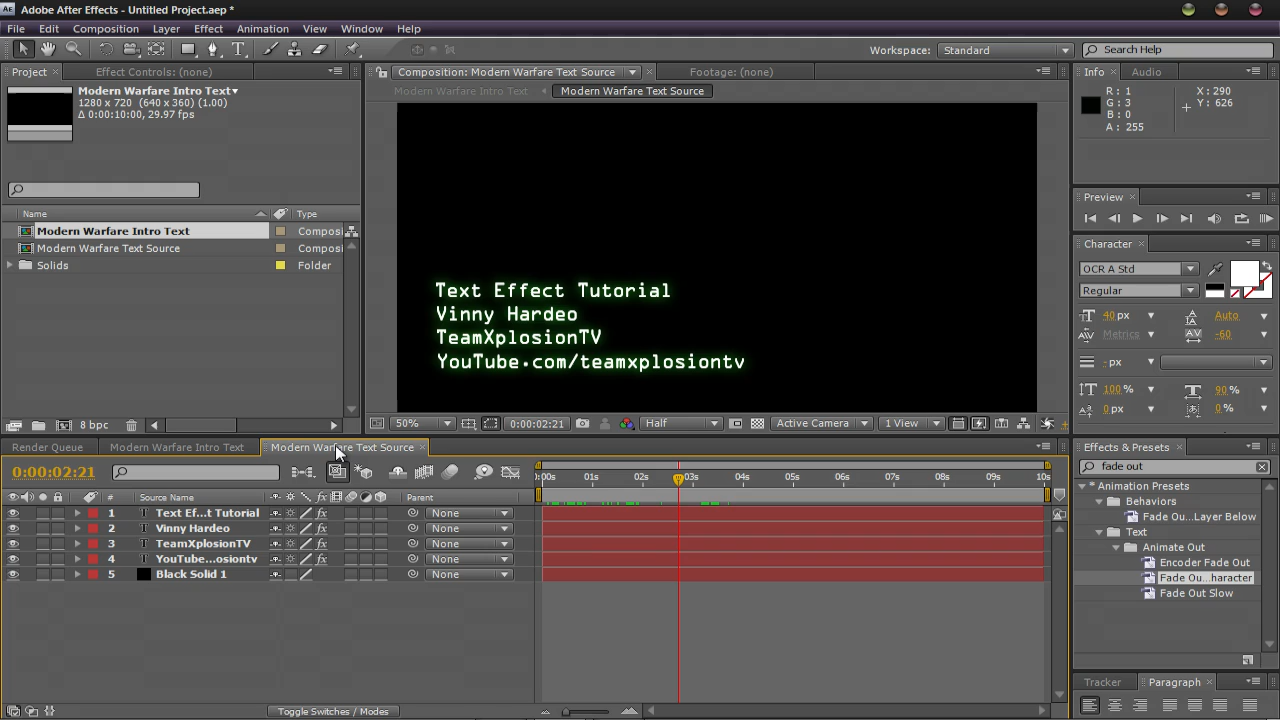 Adobe After Effects - Untitled Project.aep *
File Edit Composition Layer Effect Animation View Window Help
Workspace: Standard Search Help
Project Effect Controls: (none) Composition: Modern Warfare Text Source Footage: (none) Info Audio
Modern Warfare Intro Text
1280 x 720 (640 x 360) (1.00)
Δ 0:00:10:00, 29.97 fps
Modern Warfare Intro Text Modern Warfare Text Source
R: 1
G: 3
B: 0
A: 255
X: 290
Y: 626
Name Type
Modern Warfare Intro Text Compos
Modern Warfare Text Source Compos
Solids Folder
Text Effect Tutorial
Vinny Hardeo
TeamXplosionTV
YouTube.com/teamxplosiontv
Preview
Character
OCR A Std
Regular
40 px Auto
Metrics -60
- px
100 % 90 %
0 px 0 %
8 bpc 50% 0:00:02:21 Half Active Camera 1 View
Render Queue Modern Warfare Intro Text Modern Warfare Text Source
0:00:02:21
:00s 01s 02s 03s 04s 05s 06s 07s 08s 09s 10s
# Source Name Parent
1 Text Ef...t Tutorial None
2 Vinny Hardeo None
3 TeamXplosionTV None
4 YouTube...osiontv None
5 Black Solid 1 None
Toggle Switches / Modes
Effects & Presets
fade out
* Animation Presets
Behaviors
Fade Ou...Layer Below
Text
Animate Out
Encoder Fade Out
Fade Ou...haracter
Fade Out Slow
Tracker Paragraph